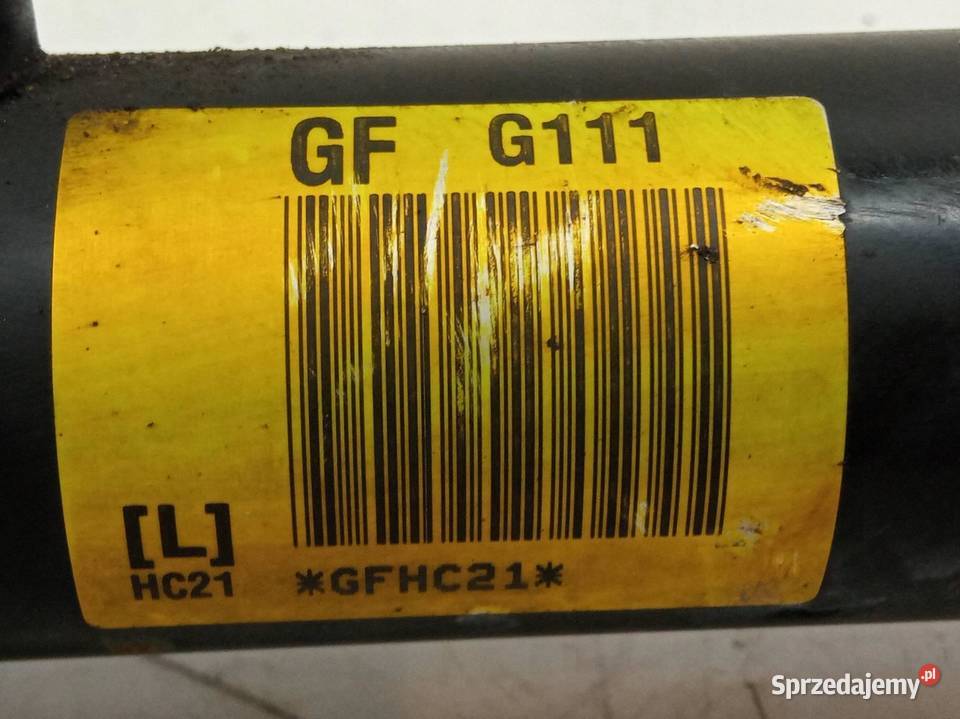 GF G111
[L]
HC21 *GFHC21*
Sprzedajemy.pl